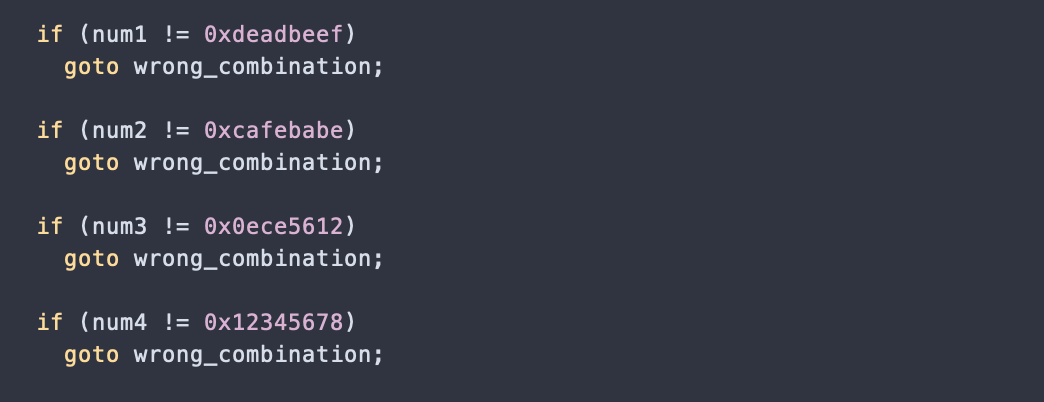 if (num1 != 0xdeadbeef)
  goto wrong_combination;

if (num2 != 0xcafebabe)
  goto wrong_combination;

if (num3 != 0x0ece5612)
  goto wrong_combination;

if (num4 != 0x12345678)
  goto wrong_combination;